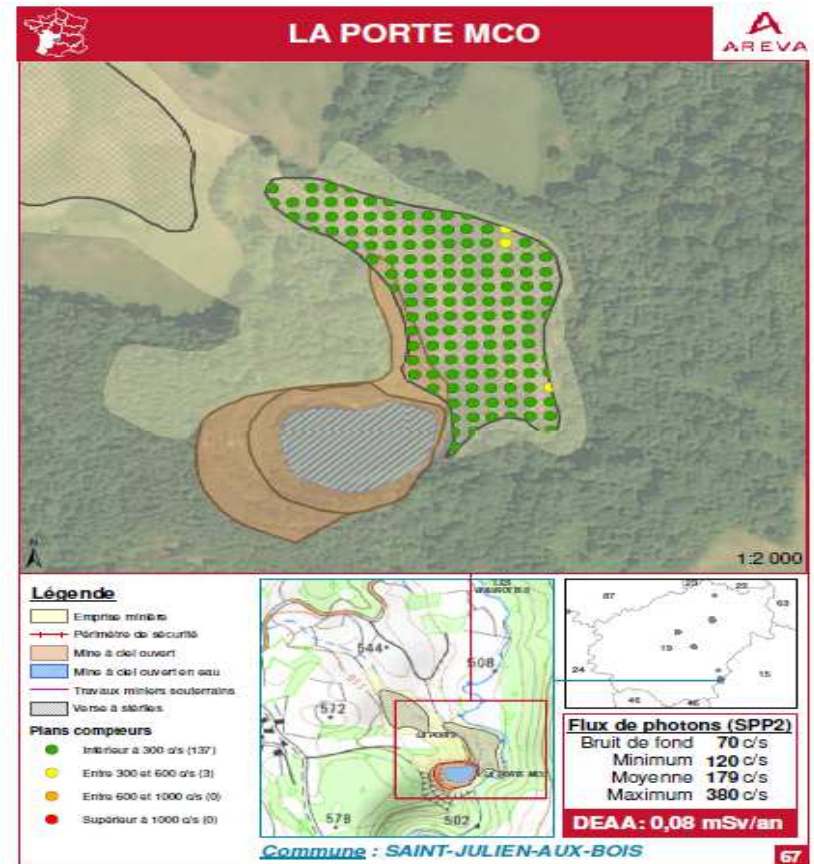 LA PORTE MCO
AREVA
N
1:2 000
Légende
Emprise minière
Périmètre de sécurité
Mine à ciel ouvert
Mine à ciel ouvert en eau
Travaux miniers souterrains
Verse à stériles
Plans compteurs
Inférieur à 300 c/s (137)
Entre 300 et 600 c/s (3)
Entre 600 et 1000 c/s (0)
Supérieur à 1000 c/s (0)
544
508
572
LA PORTE
578
502
87
23
23
63
19
24
15
46
46
Flux de photons (SPP2)
Bruit de fond 70 c/s
Minimum 120 c/s
Moyenne 179 c/s
Maximum 380 c/s
DEAA: 0,08 mSv/an
Commune : SAINT-JULIEN-AUX-BOIS
67